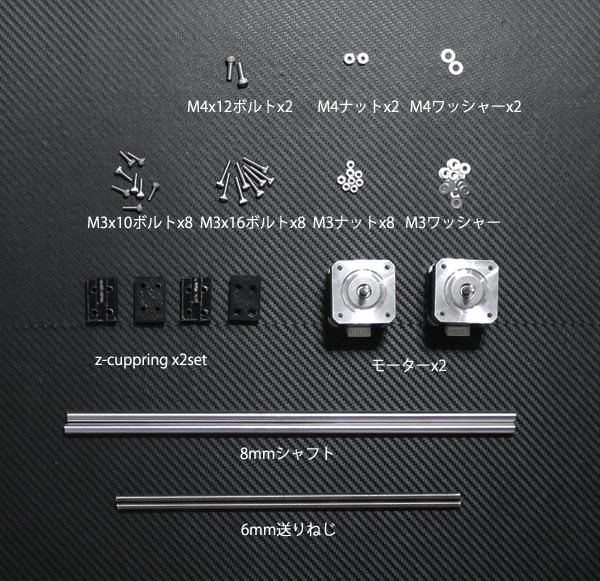 M4x12ボルトx2 M4ナットx2 M4ワッシャーx2
M3x10ボルトx8 M3x16ボルトx8 M3ナットx8 M3ワッシャー
z-cuppring x2set モーターx2
8mmシャフト
6mm送りねじ